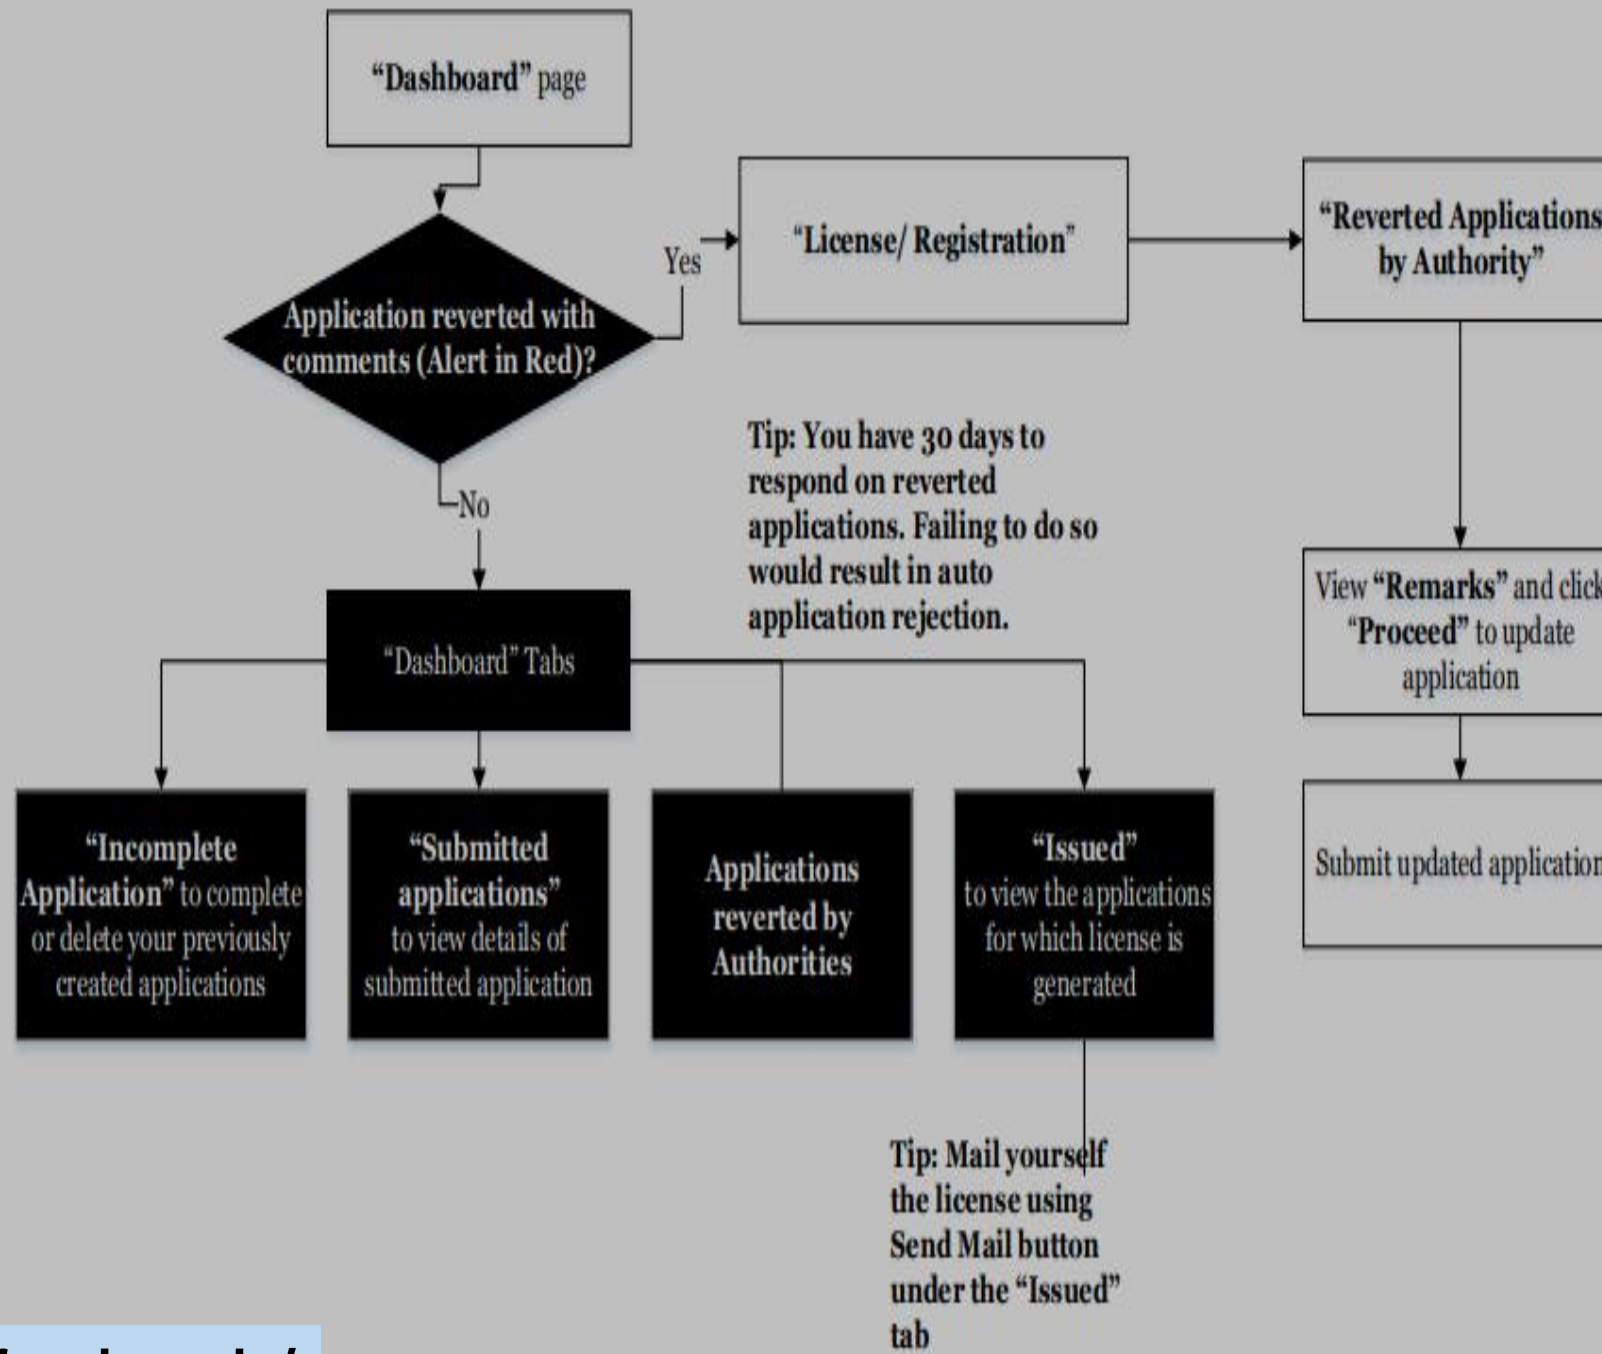 “Dashboard” page
Application reverted with
comments (Alert in Red)?
Yes
“License/ Registration”
“Reverted Applications
by Authority”
Tip: You have 30 days to
respond on reverted
applications. Failing to do so
would result in auto
application rejection.
No
View “Remarks” and click
“Proceed” to update
application
“Dashboard” Tabs
Submit updated application
“Incomplete
Application” to complete
or delete your previously
created applications
“Submitted
applications”
to view details of
submitted application
Applications
reverted by
Authorities
“Issued”
to view the applications
for which license is
generated
Tip: Mail yourself
the license using
Send Mail button
under the “Issued”
tab